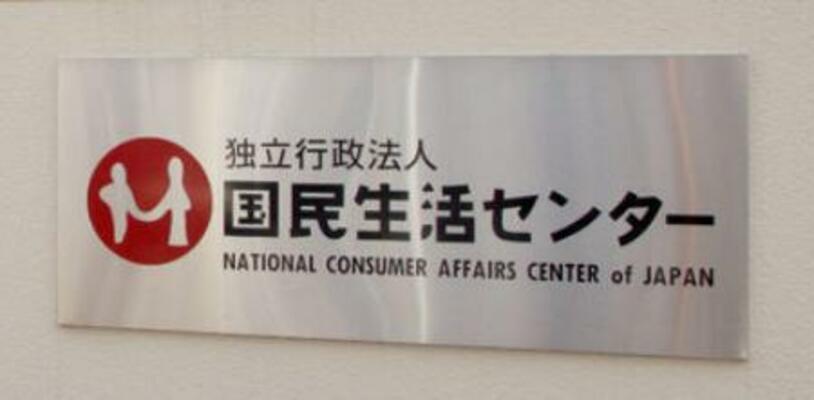 独立行政法人
国民生活センター
NATIONAL CONSUMER AFFAIRS CENTER of JAPAN